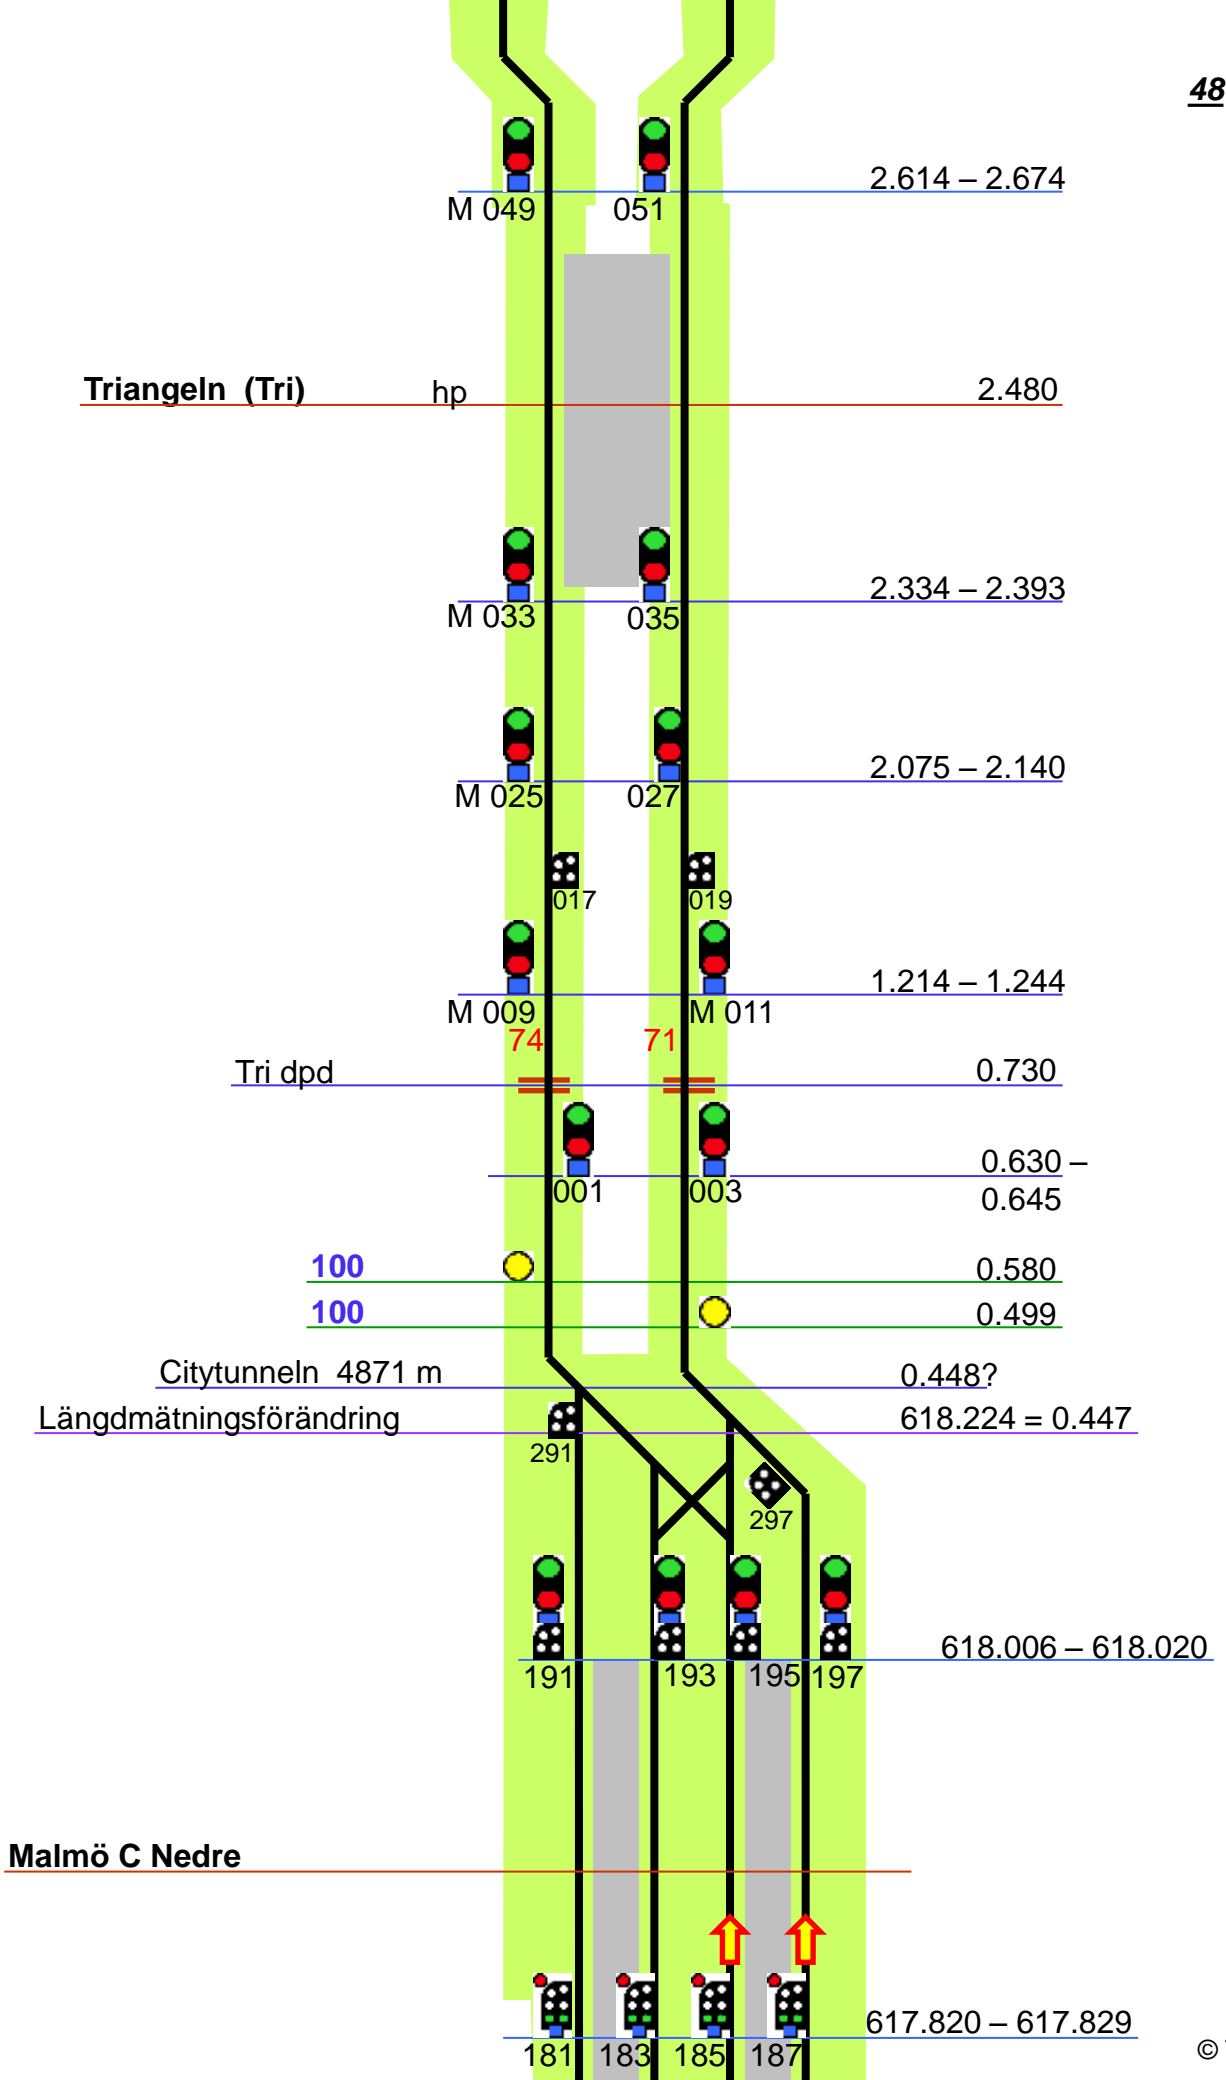 48
2.614 – 2.674
M 049 051
Triangeln (Tri) hp 2.480
2.334 – 2.393
M 033 035
2.075 – 2.140
M 025 027
017 019
1.214 – 1.244
M 009 M 011
74 71
Tri dpd 0.730
0.630 –
001 003 0.645
100 0.580
100 0.499
Citytunneln 4871 m 0.448?
Längdmätningsförändring 618.224 = 0.447
291
297
618.006 – 618.020
191 193 195 197
Malmö C Nedre
617.820 – 617.829
181 183 185 187
©